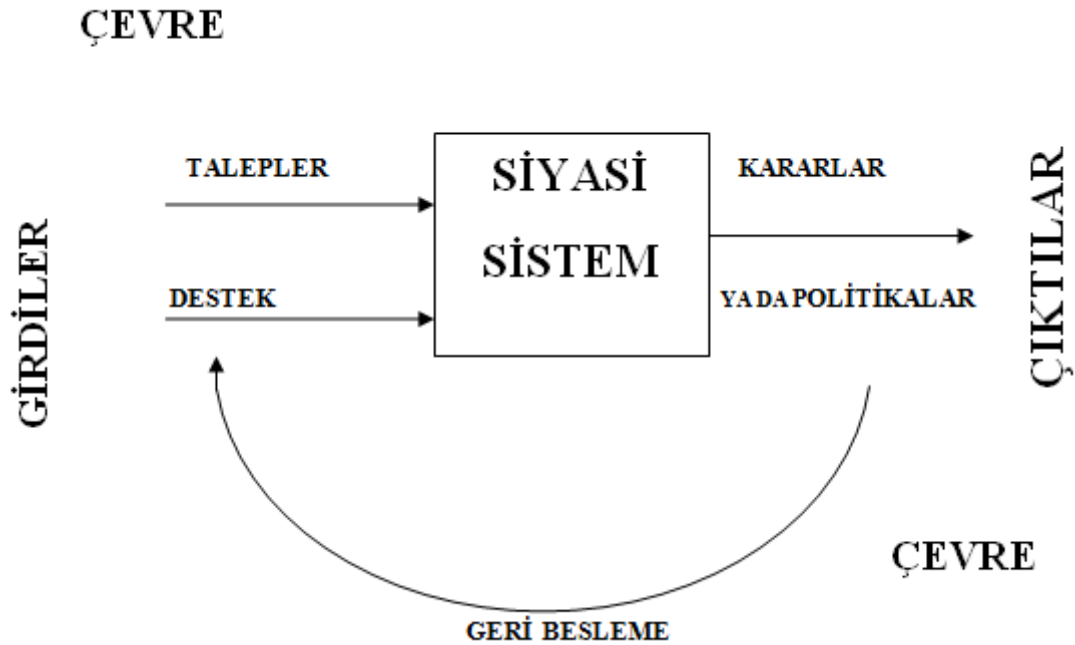 ÇEVRE
TALEPLER
SİYASİ
SİSTEM
KARARLAR
GİRDİLER
DESTEK
YA DA POLİTİKALAR
ÇIKTILAR
ÇEVRE
GERİ BESLEME